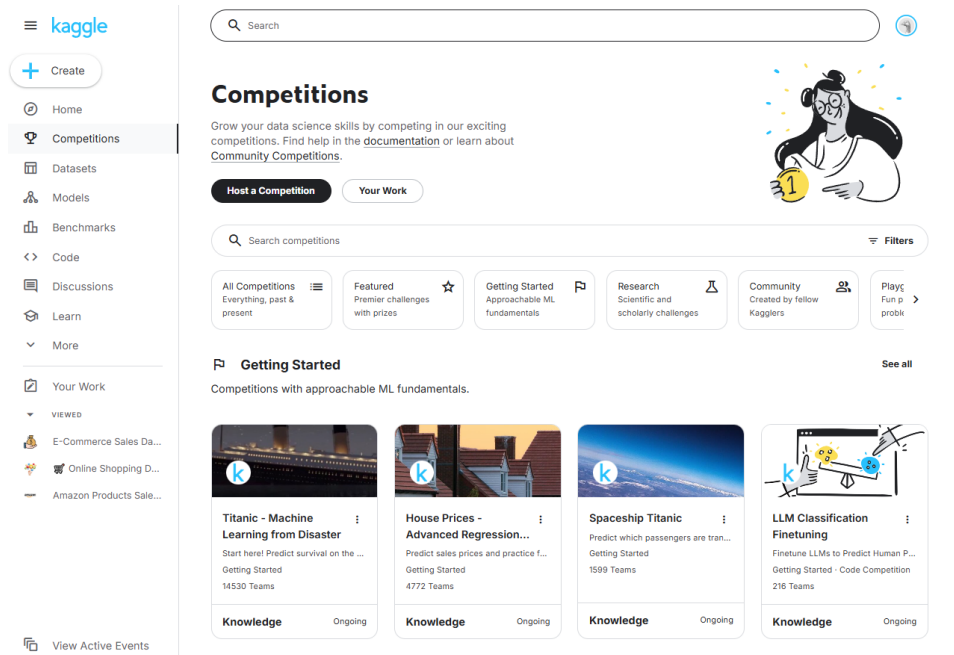 kaggle
Search
Create
Home
Competitions
Datasets
Models
Benchmarks
Code
Discussions
Learn
More
Your Work
VIEWED
E-Commerce Sales Da...
Online Shopping D...
Amazon Products Sale...
View Active Events
Competitions
Grow your data science skills by competing in our exciting
competitions. Find help in the documentation or learn about
Community Competitions.
Host a Competition
Your Work
1
Search competitions
Filters
All Competitions
Everything, past &
present
Featured
Premier challenges
with prizes
Getting Started
Approachable ML
fundamentals
Research
Scientific and
scholarly challenges
Community
Created by fellow
Kagglers
Playg
Fun p
proble
Getting Started
See all
Competitions with approachable ML fundamentals.
k
Titanic - Machine
Learning from Disaster
Start here! Predict survival on the ...
Getting Started
14530 Teams
Knowledge
Ongoing
k
House Prices -
Advanced Regression...
Predict sales prices and practice f...
Getting Started
4772 Teams
Knowledge
Ongoing
k
Spaceship Titanic
Predict which passengers are tran...
Getting Started
1599 Teams
Knowledge
Ongoing
k
LLM Classification
Finetuning
Finetune LLMs to Predict Human P...
Getting Started · Code Competition
216 Teams
Knowledge
Ongoing